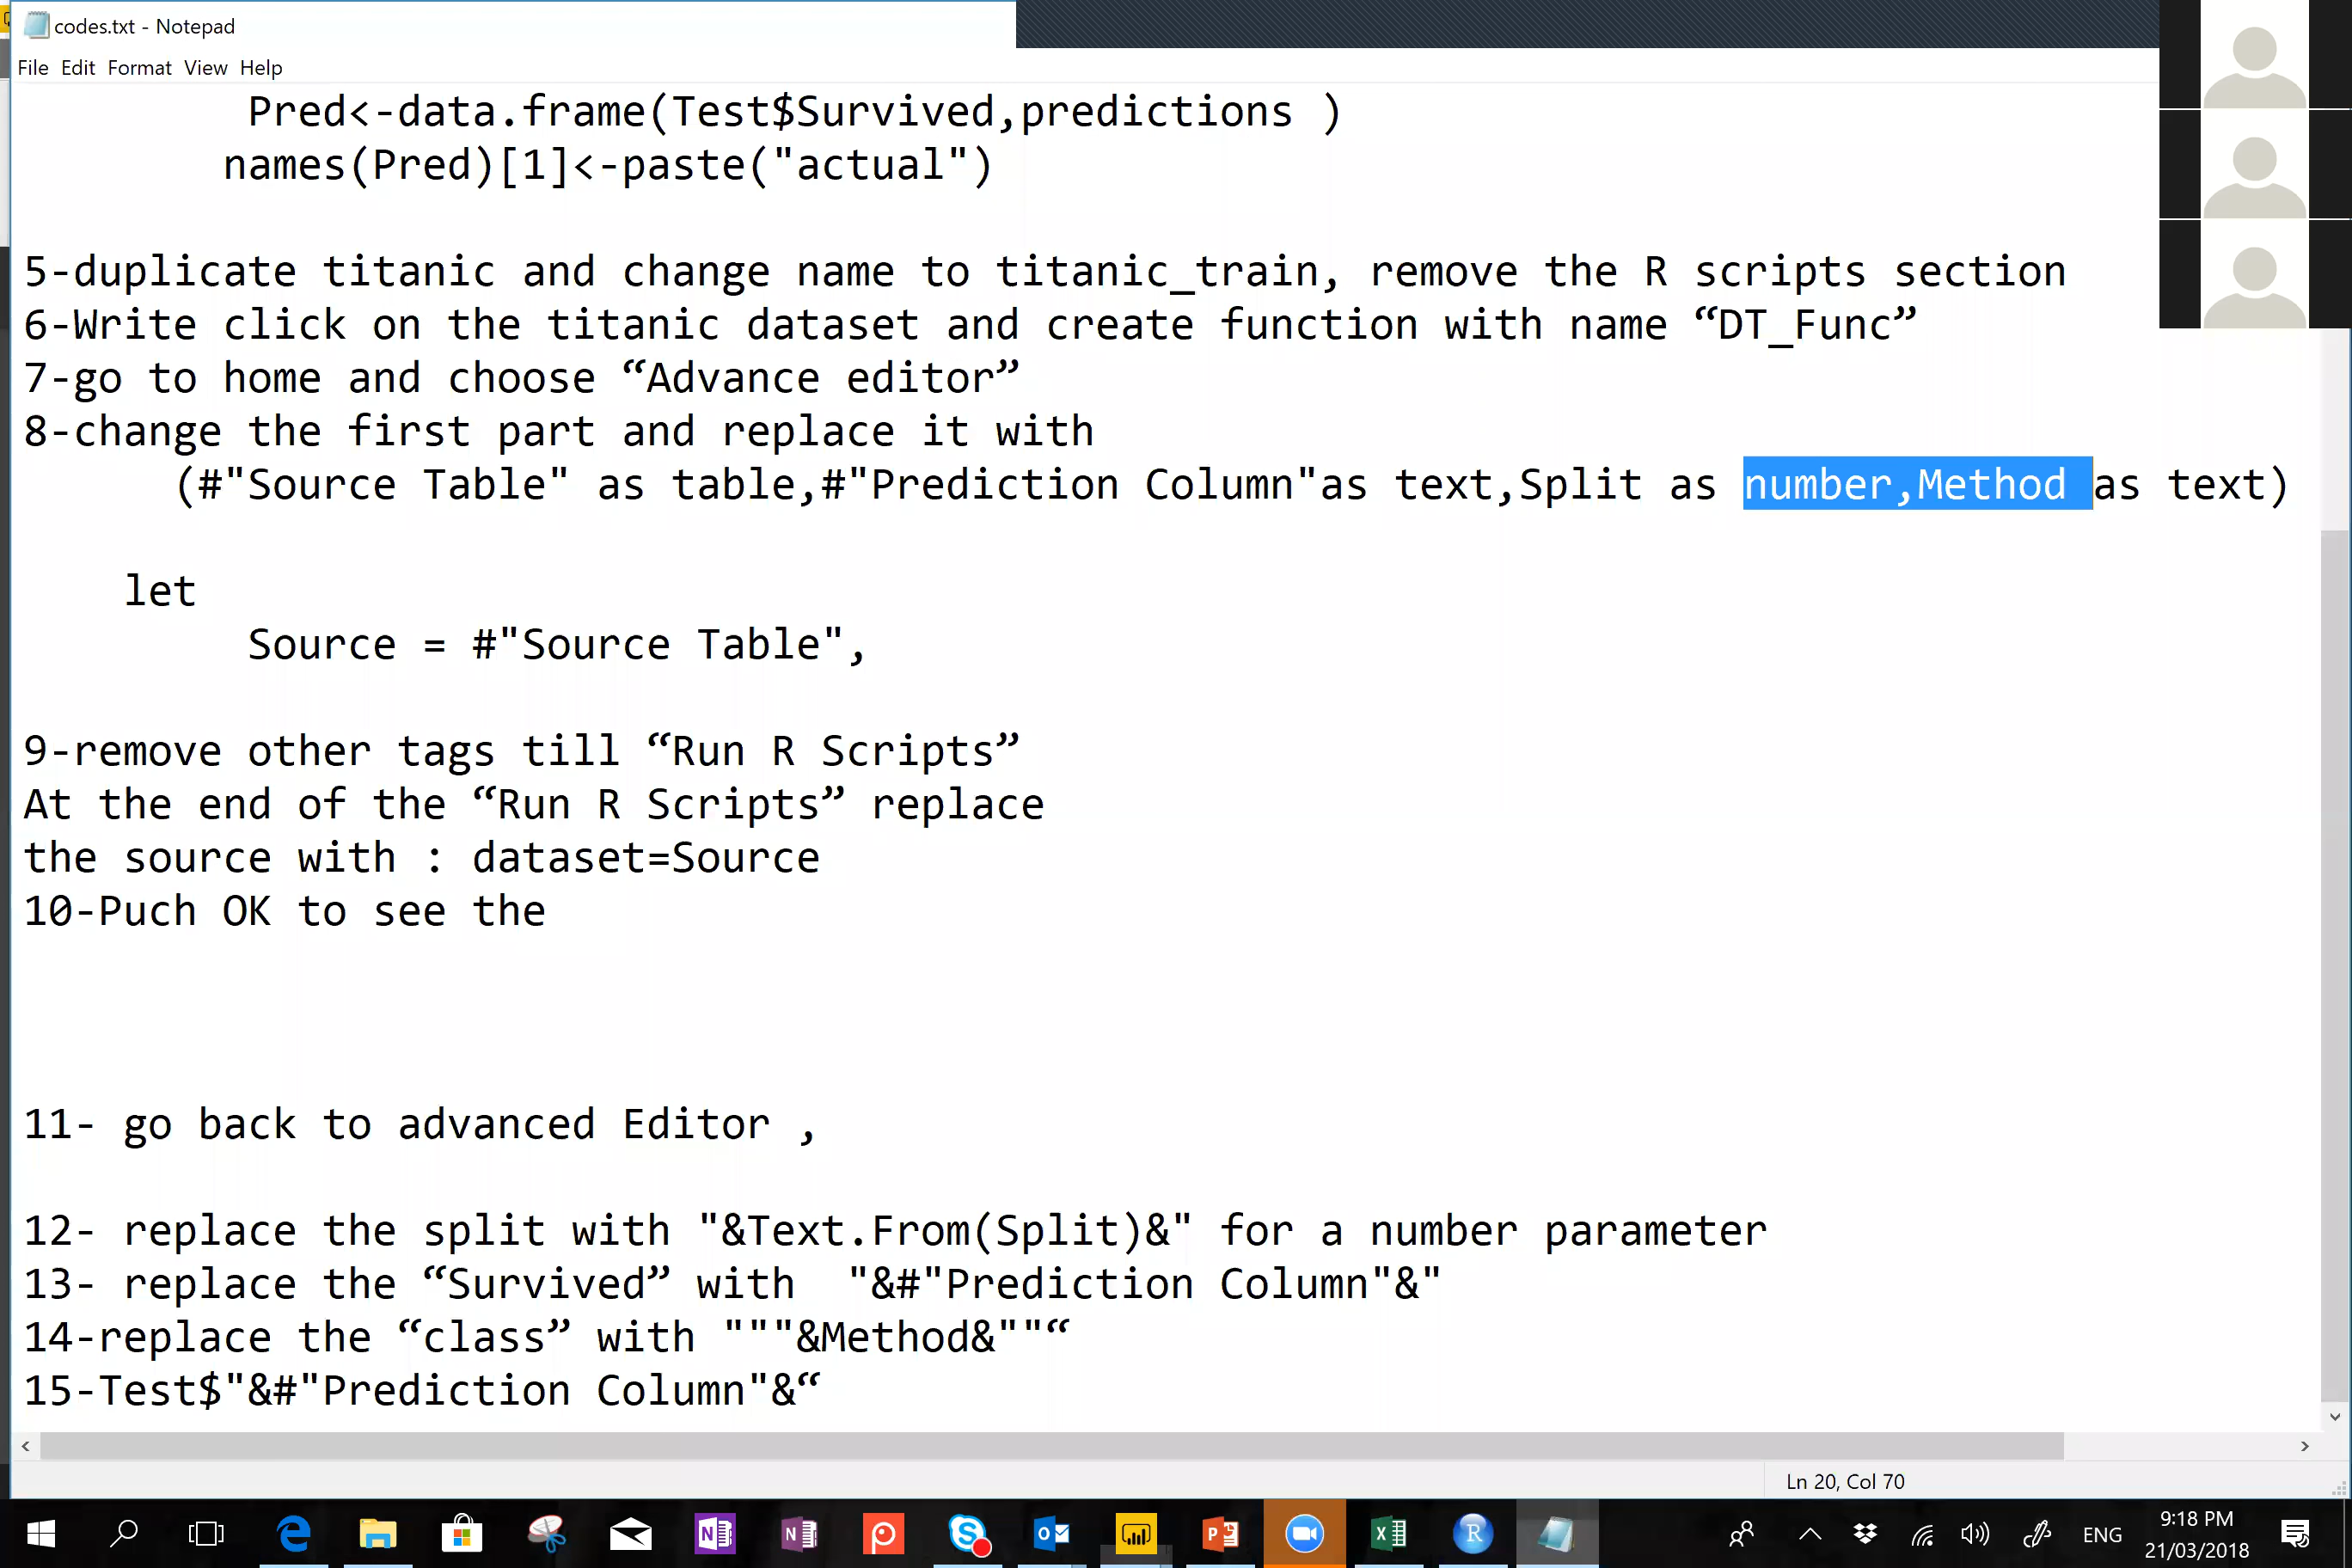 codes.txt - Notepad
File Edit Format View Help
Pred<-data.frame(Test$Survived,predictions )
names(Pred)[1]<-paste("actual")
5-duplicate titanic and change name to titanic_train, remove the R scripts section
6-Write click on the titanic dataset and create function with name “DT_Func”
7-go to home and choose “Advance editor”
8-change the first part and replace it with
(#"Source Table" as table,#"Prediction Column"as text,Split as number,Method as text)
let
Source = #"Source Table",
9-remove other tags till “Run R Scripts”
At the end of the “Run R Scripts” replace
the source with : dataset=Source
10-Puch OK to see the
11- go back to advanced Editor ,
12- replace the split with "&Text.From(Split)&" for a number parameter
13- replace the “Survived” with  "&#"Prediction Column"&"
14-replace the “class” with """&Method&""“
15-Test$"&#"Prediction Column"&“
Ln 20, Col 70
ENG
9:18 PM
21/03/2018